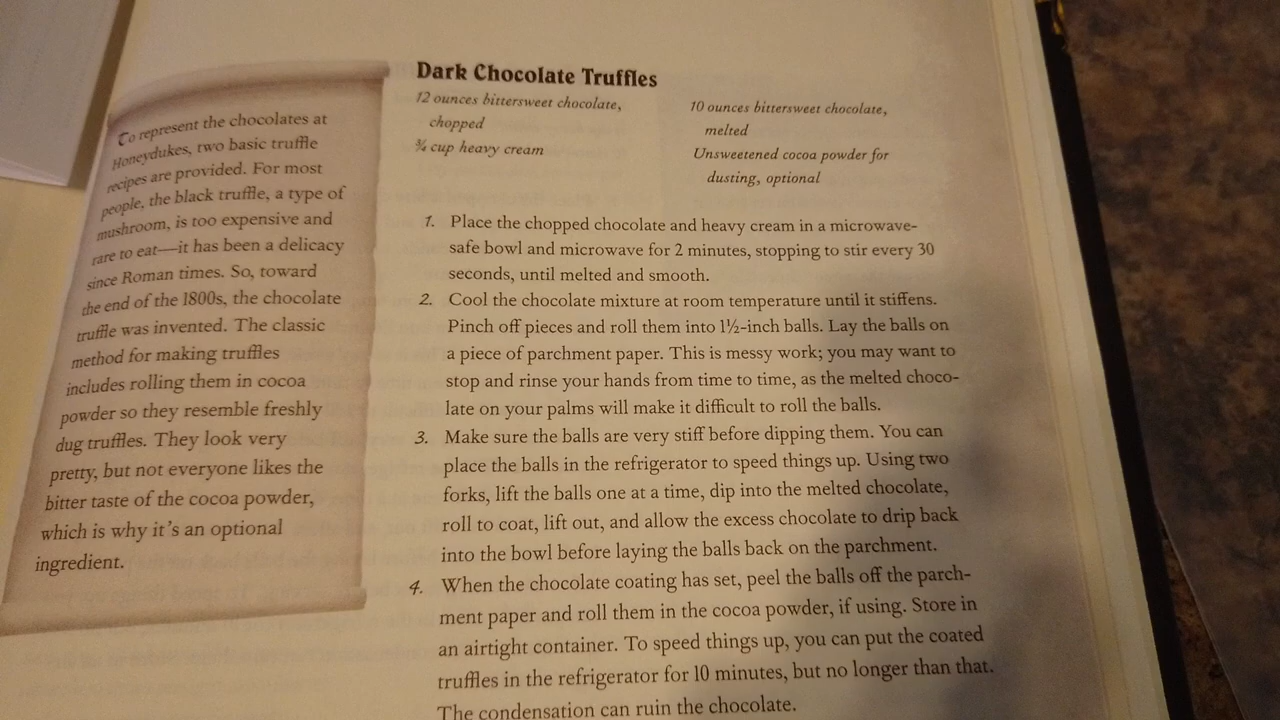 To represent the chocolates at
Honeydukes, two basic truffle
recipes are provided. For most
people, the black truffle, a type of
mushroom, is too expensive and
rare to eat—it has been a delicacy
since Roman times. So, toward
the end of the 1800s, the chocolate
truffle was invented. The classic
method for making truffles
includes rolling them in cocoa
powder so they resemble freshly
dug truffles. They look very
pretty, but not everyone likes the
bitter taste of the cocoa powder,
which is why it's an optional
ingredient.
Dark Chocolate Truffles
12 ounces bittersweet chocolate,
chopped
¾ cup heavy cream
10 ounces bittersweet chocolate,
melted
Unsweetened cocoa powder for
dusting, optional
1. Place the chopped chocolate and heavy cream in a microwave-
safe bowl and microwave for 2 minutes, stopping to stir every 30
seconds, until melted and smooth.
2. Cool the chocolate mixture at room temperature until it stiffens.
Pinch off pieces and roll them into 1½-inch balls. Lay the balls on
a piece of parchment paper. This is messy work; you may want to
stop and rinse your hands from time to time, as the melted choco-
late on your palms will make it difficult to roll the balls.
3. Make sure the balls are very stiff before dipping them. You can
place the balls in the refrigerator to speed things up. Using two
forks, lift the balls one at a time, dip into the melted chocolate,
roll to coat, lift out, and allow the excess chocolate to drip back
into the bowl before laying the balls back on the parchment.
4. When the chocolate coating has set, peel the balls off the parch-
ment paper and roll them in the cocoa powder, if using. Store in
an airtight container. To speed things up, you can put the coated
truffles in the refrigerator for 10 minutes, but no longer than that.
The condensation can ruin the chocolate.